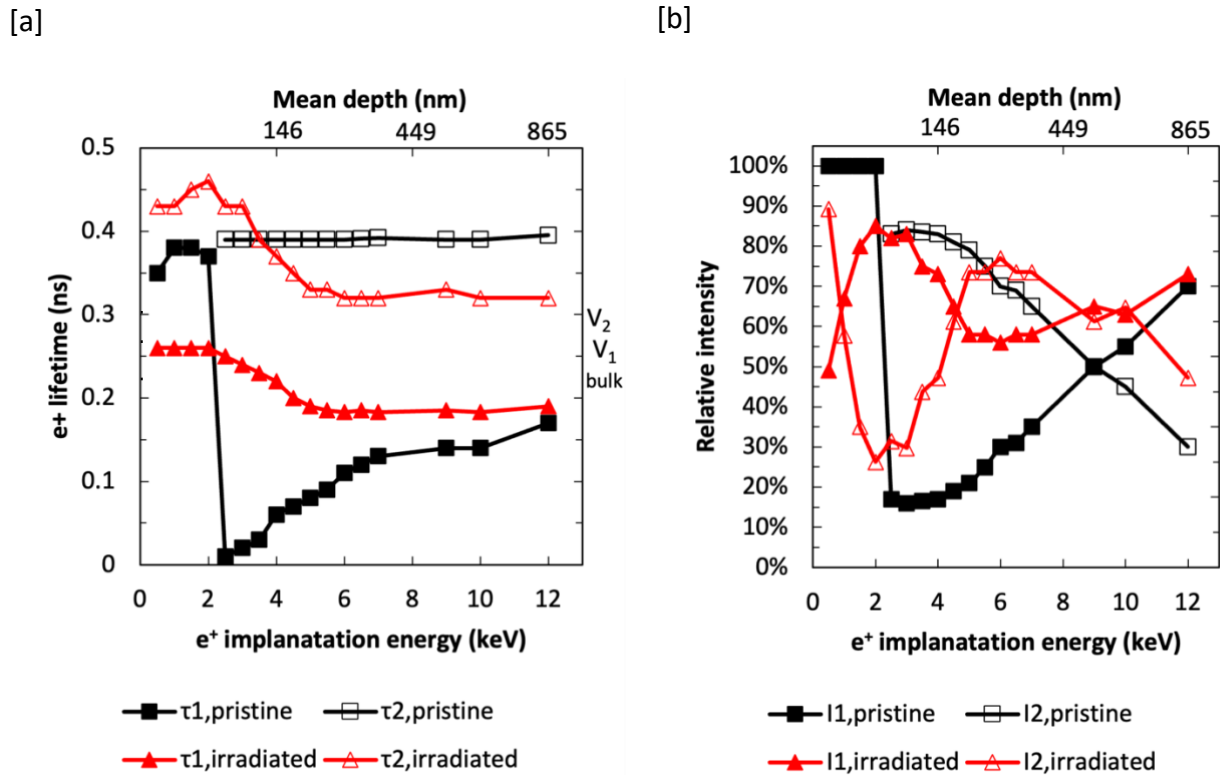 [a]
Mean depth (nm)
146 449 865
0.5
0.4
0.3
0.2
0.1
0
e+ lifetime (ns)
V2
V1
bulk
0 2 4 6 8 10 12
e+ implanatation energy (keV)
τ1,pristine τ2,pristine
τ1,irradiated τ2,irradiated
[b]
Mean depth (nm)
146 449 865
100%
90%
80%
70%
60%
50%
40%
30%
20%
10%
0%
Relative intensity
0 2 4 6 8 10 12
e+ implanatation energy (keV)
I1,pristine I2,pristine
I1,irradiated I2,irradiated